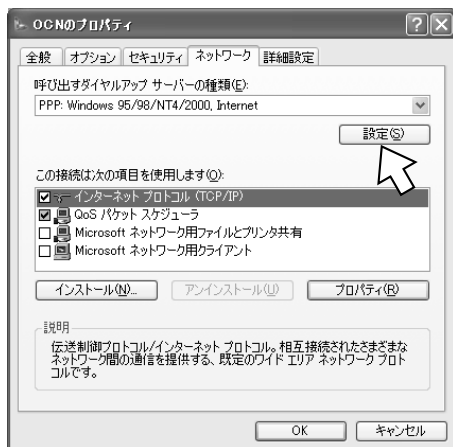 OCNのプロパティ
全般 オプション セキュリティ ネットワーク 詳細設定
呼び出すダイヤルアップ サーバーの種類(E):
PPP: Windows 95/98/NT4/2000, Internet
設定(S)
この接続は次の項目を使用します(O):
インターネット プロトコル (TCP/IP)
QoS パケット スケジューラ
Microsoft ネットワーク用ファイルとプリンタ共有
Microsoft ネットワーク用クライアント
インストール(N)... アンインストール(U) プロパティ(R)
説明
伝送制御プロトコル/インターネット プロトコル。相互接続されたさまざまな
ネットワーク間の通信を提供する、既定のワイド エリア ネットワーク プロト
コルです。
OK キャンセル